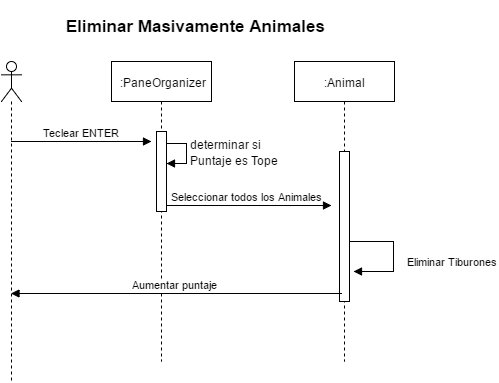 Eliminar Masivamente Animales
:PaneOrganizer
:Animal
Teclear ENTER
determinar si
Puntaje es Tope
Seleccionar todos los Animales
Eliminar Tiburones
Aumentar puntaje